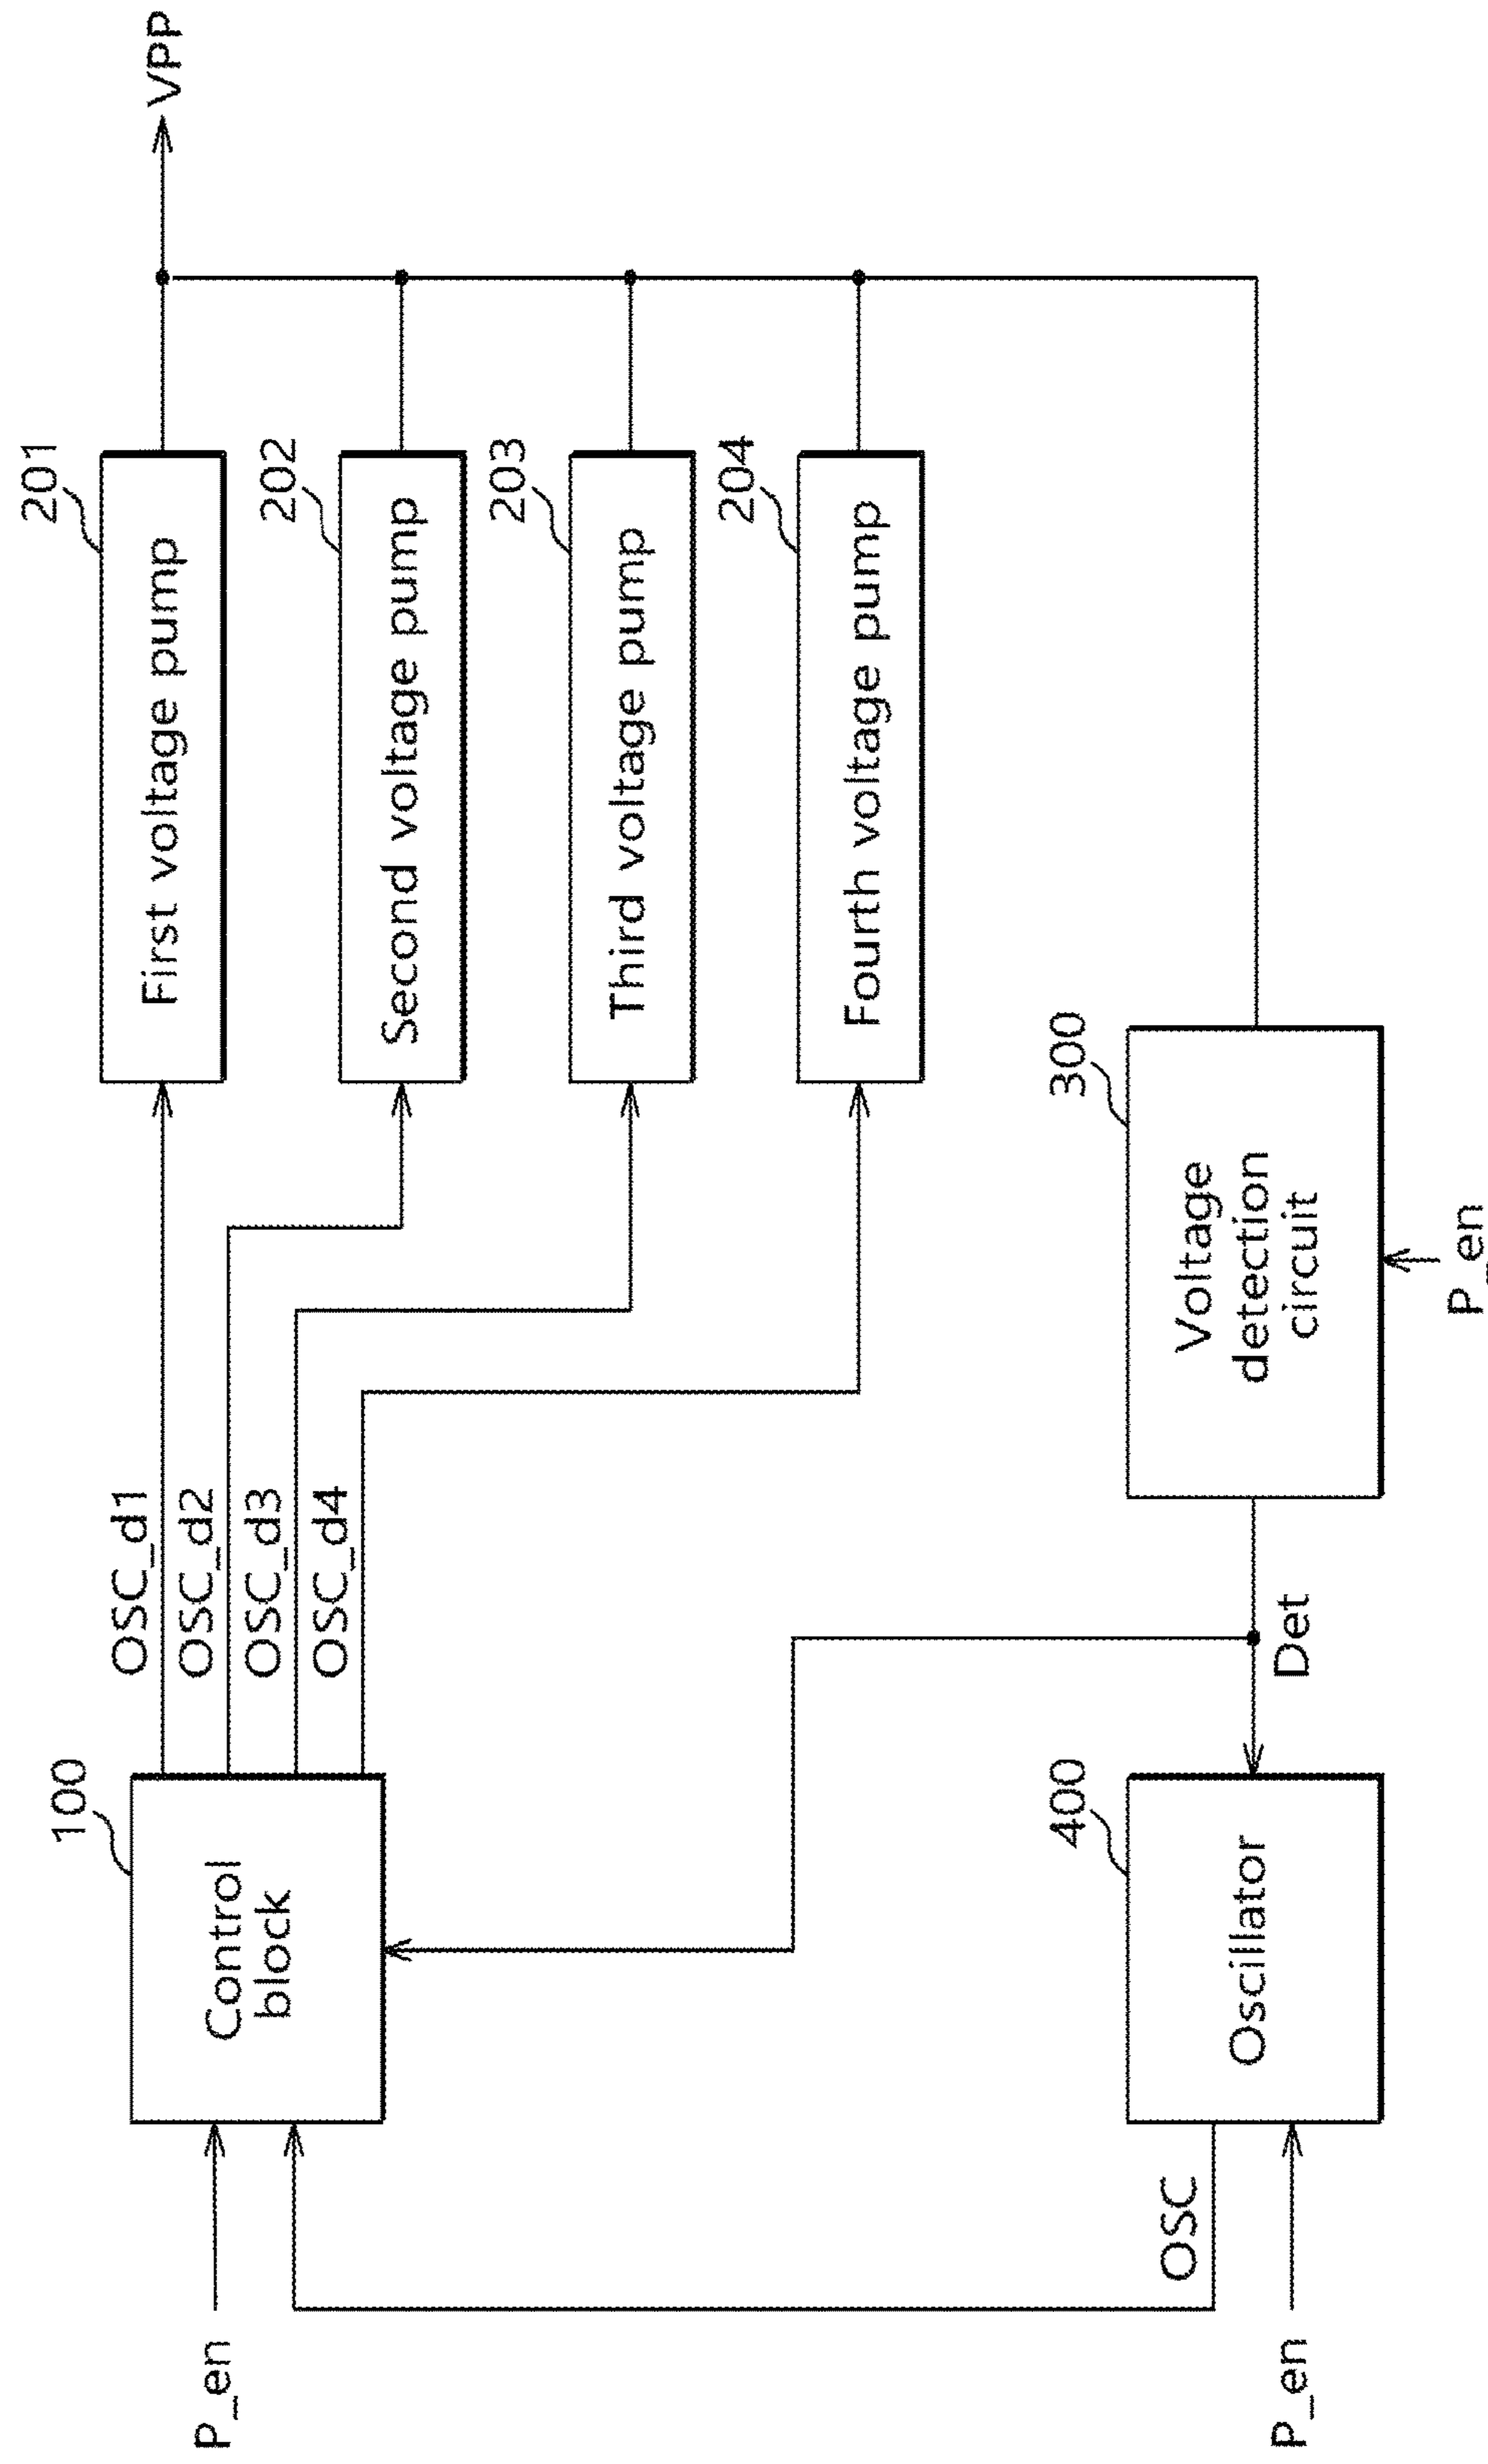 201
First voltage pump
VPP
100
OSC_d1
OSC_d2
OSC_d3
OSC_d4
P_en
Control
block
202
Second voltage pump
203
Third voltage pump
204
Fourth voltage pump
400
Det
300
OSC
Oscillator
Voltage
detection
circuit
P_en
P_en